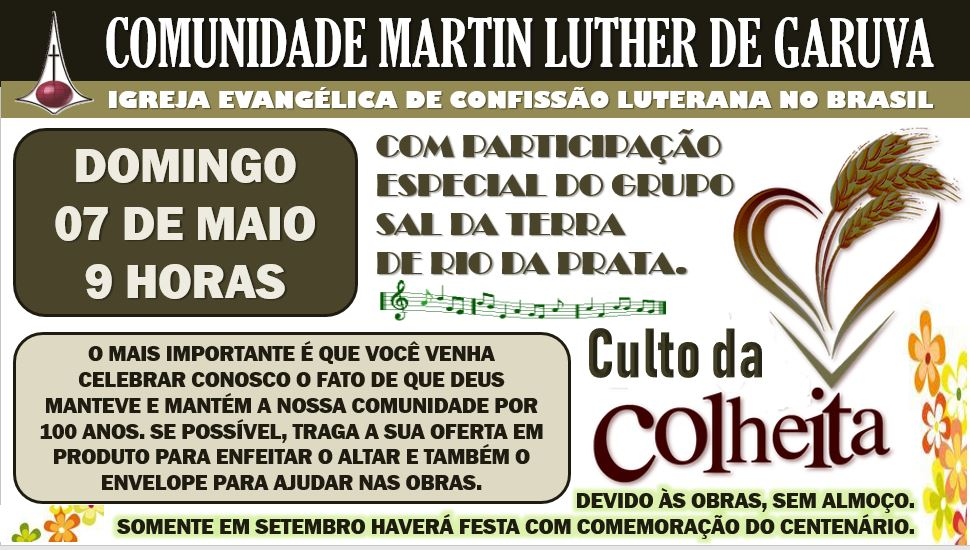 COMUNIDADE MARTIN LUTHER DE GARUVA
IGREJA EVANGÉLICA DE CONFISSÃO LUTERANA NO BRASIL
DOMINGO
07 DE MAIO
9 HORAS
COM PARTICIPAÇÃO
ESPECIAL DO GRUPO
SAL DA TERRA
DE RIO DA PRATA.
O MAIS IMPORTANTE É QUE VOCÊ VENHA
CELEBRAR CONOSCO O FATO DE QUE DEUS
MANTEVE E MANTÉM A NOSSA COMUNIDADE POR
100 ANOS. SE POSSÍVEL, TRAGA A SUA OFERTA EM
PRODUTO PARA ENFEITAR O ALTAR E TAMBÉM O
ENVELOPE PARA AJUDAR NAS OBRAS.
Culto da
colheita
DEVIDO ÀS OBRAS, SEM ALMOÇO.
SOMENTE EM SETEMBRO HAVERÁ FESTA COM COMEMORAÇÃO DO CENTENÁRIO.